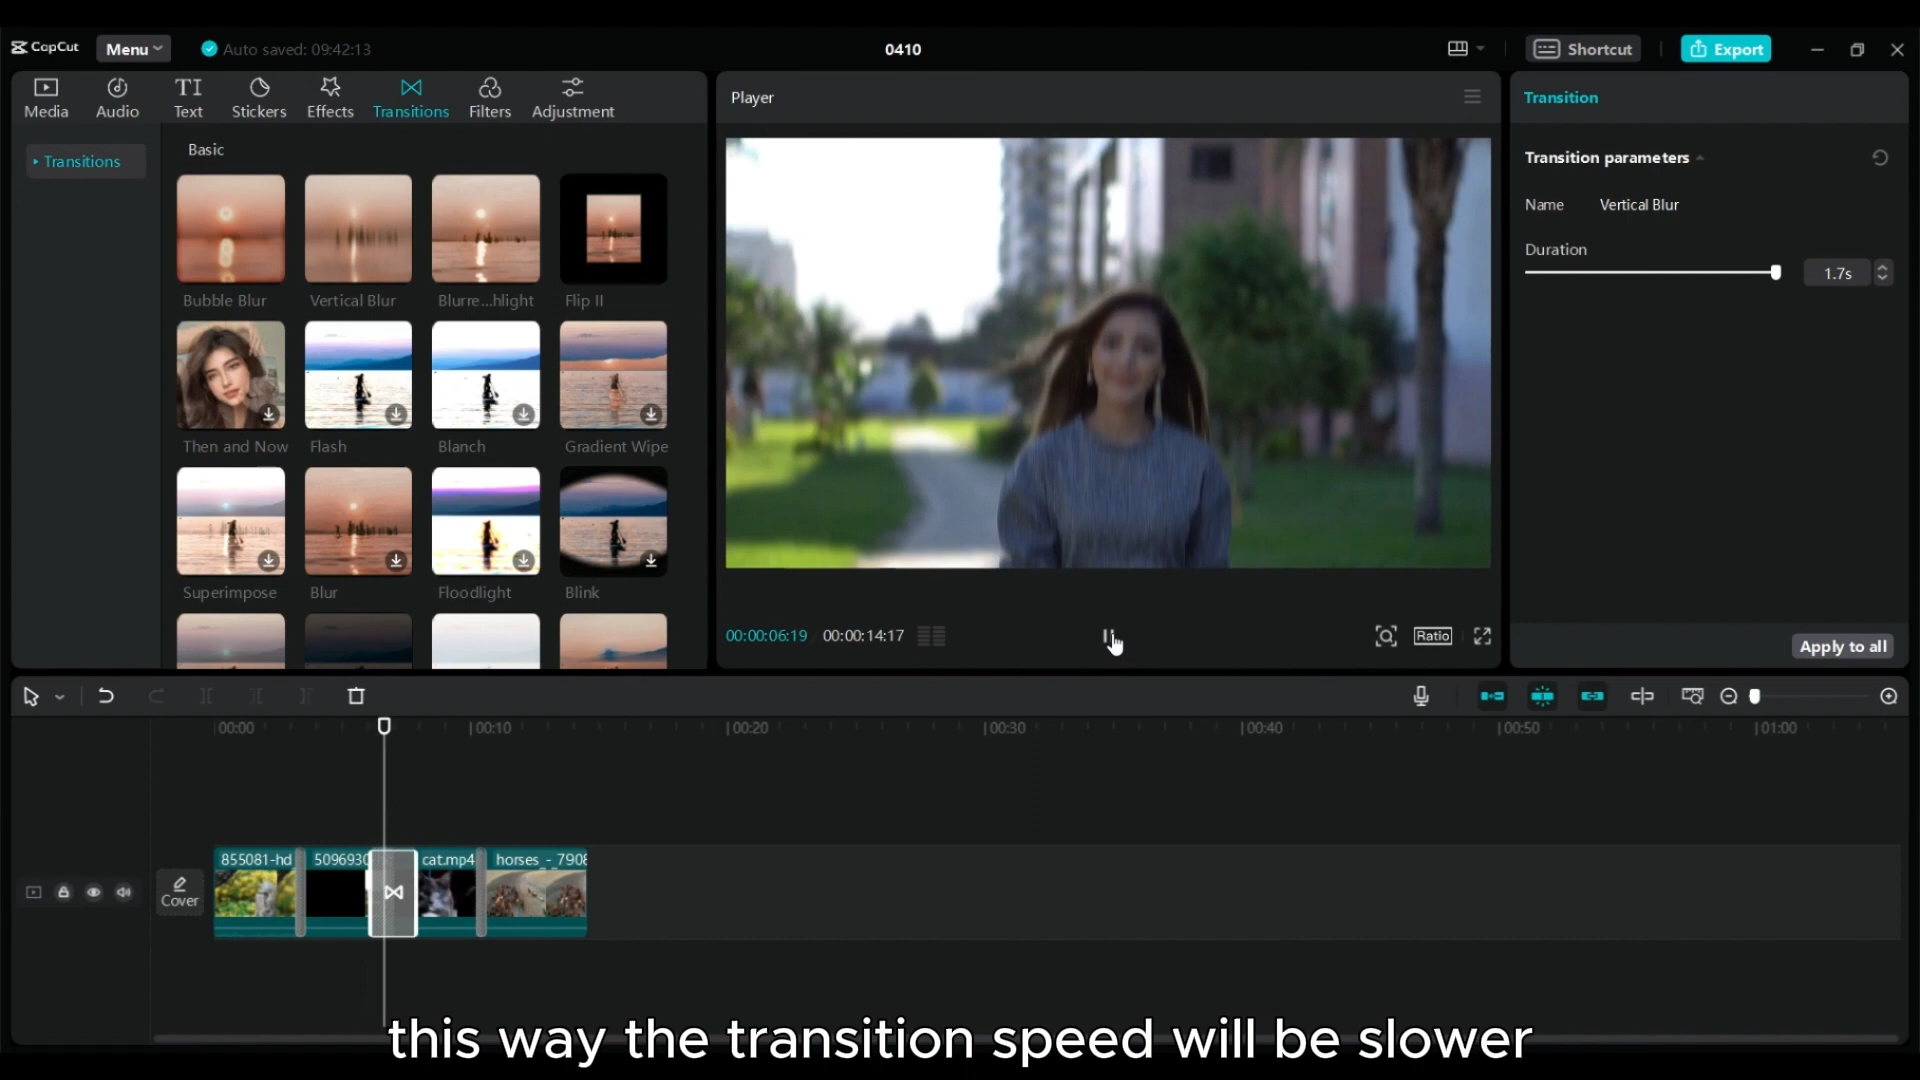 CapCut
Menu
Auto saved: 09:42:13
0410
Shortcut
Export
Media
Audio
Text
Stickers
Effects
Transitions
Filters
Adjustment
Transitions
Basic
Bubble Blur
Vertical Blur
Blurre...hlight
Flip II
Then and Now
Flash
Blanch
Gradient Wipe
Superimpose
Blur
Floodlight
Blink
Player
00:00:06:19
00:00:14:17
Ratio
Transition
Transition parameters
Name
Vertical Blur
Duration
1.7s
Apply to all
00:00
00:10
00:20
00:30
00:40
00:50
01:00
Cover
855081-hd
5096930
cat.mp4
horses_-_7908
this way the transition speed will be slower